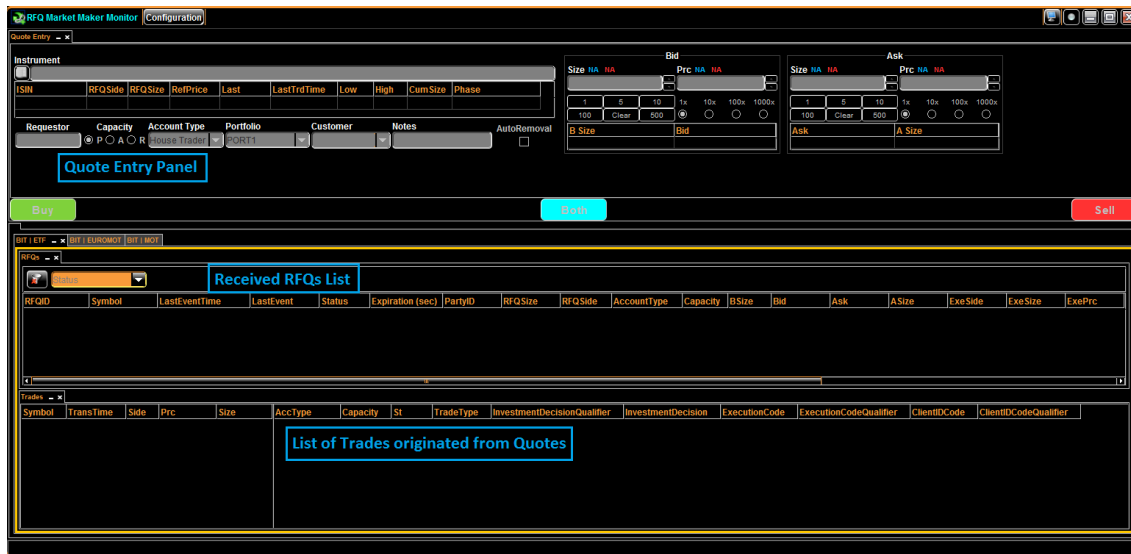 RFQ Market Maker Monitor Configuration
Quote Entry
Instrument
Bid
Ask
Size NA NA Prc NA NA
Size NA NA Prc NA NA
ISIN RFQSide RFQSize RefPrice Last LastTrdTime Low High CumSize Phase
1 5 10 1x 10x 100x 1000x
100 Clear 500
1 5 10 1x 10x 100x 1000x
100 Clear 500
Requestor Capacity Account Type Portfolio Customer Notes AutoRemoval
P A R House Trader PORT1
B Size Bid
Ask A Size
Quote Entry Panel
Buy Both Sell
BIT | ETF BIT | EUROMOT BIT | MOT
RFQs
Status
Received RFQs List
RFQID Symbol LastEventTime LastEvent Status Expiration (sec) PartyID RFQSize RFQSide AccountType Capacity BSize Bid Ask ASize ExeSide ExeSize ExePrc
Trades
Symbol TransTime Side Prc Size AccType Capacity St TradeType InvestmentDecisionQualifier InvestmentDecision ExecutionCode ExecutionCodeQualifier ClientIDCode ClientIDCodeQualifier
List of Trades originated from Quotes